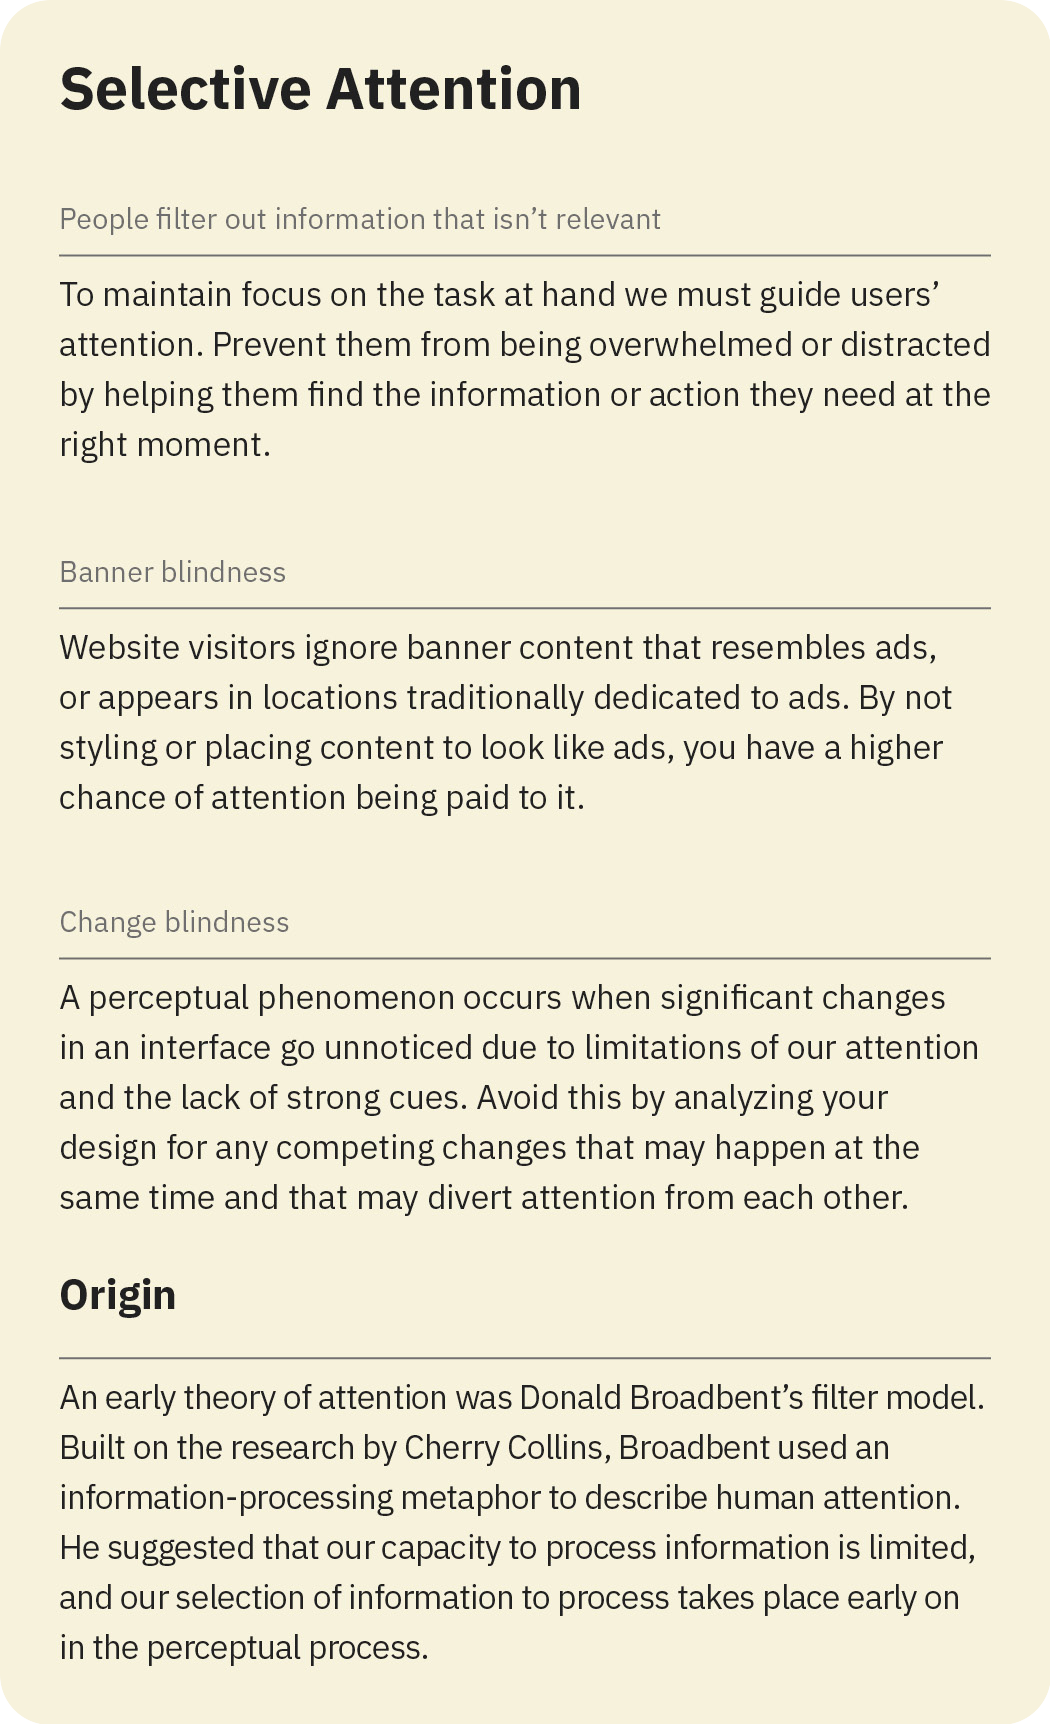 Selective Attention
People filter out information that isn’t relevant
To maintain focus on the task at hand we must guide users’
attention. Prevent them from being overwhelmed or distracted
by helping them find the information or action they need at the
right moment.
Banner blindness
Website visitors ignore banner content that resembles ads,
or appears in locations traditionally dedicated to ads. By not
styling or placing content to look like ads, you have a higher
chance of attention being paid to it.
Change blindness
A perceptual phenomenon occurs when significant changes
in an interface go unnoticed due to limitations of our attention
and the lack of strong cues. Avoid this by analyzing your
design for any competing changes that may happen at the
same time and that may divert attention from each other.
Origin
An early theory of attention was Donald Broadbent’s filter model.
Built on the research by Cherry Collins, Broadbent used an
information-processing metaphor to describe human attention.
He suggested that our capacity to process information is limited,
and our selection of information to process takes place early on
in the perceptual process.